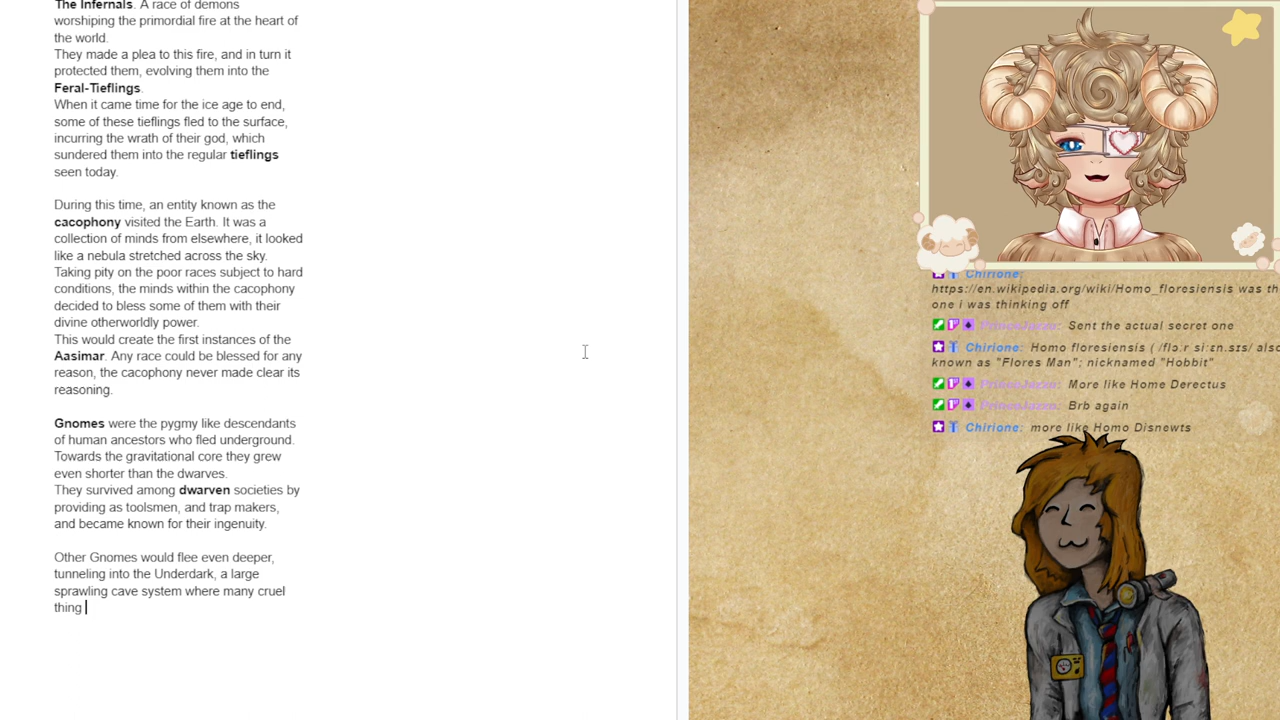 The Infernals. A race of demons
worshiping the primordial fire at the heart of
the world.
They made a plea to this fire, and in turn it
protected them, evolving them into the
Feral-Tieflings.
When it came time for the ice age to end,
some of these tieflings fled to the surface,
incurring the wrath of their god, which
sundered them into the regular tieflings
seen today.
During this time, an entity known as the
cacophony visited the Earth. It was a
collection of minds from elsewhere, it looked
like a nebula stretched across the sky.
Taking pity on the poor races subject to hard
conditions, the minds within the cacophony
decided to bless some of them with their
divine otherworldly power.
This would create the first instances of the
Aasimar. Any race could be blessed for any
reason, the cacophony never made clear its
reasoning.
Gnomes were the pygmy like descendants
of human ancestors who fled underground.
Towards the gravitational core they grew
even shorter than the dwarves.
They survived among dwarven societies by
providing as toolsmen, and trap makers,
and became known for their ingenuity.
Other Gnomes would flee even deeper,
tunneling into the Underdark, a large
sprawling cave system where many cruel
thing
Chirione:
https://en.wikipedia.org/wiki/Homo_floresiensis was th
one i was thinking off
Sent the actual secret one
Chirione: Homo floresiensis ( /flɔːr siːɛn.sɪs/ also
known as "Flores Man"; nicknamed "Hobbit"
More like Home Derectus
Brb again
Chirione: more like Homo Disnewts